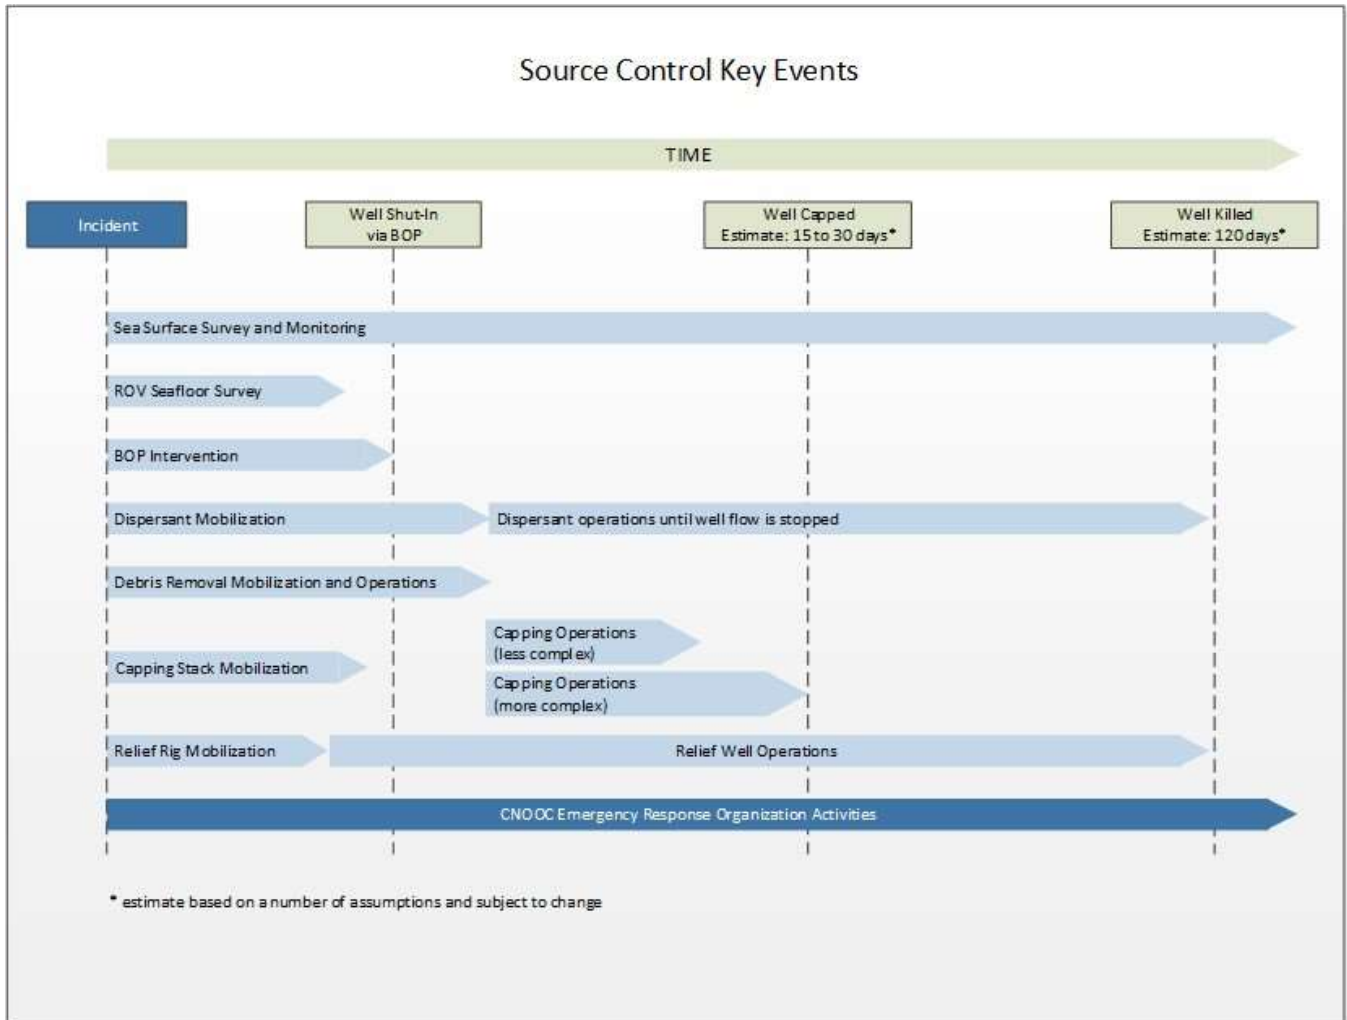 Source Control Key Events
TIME
Incident
Well Shut-In
via BOP
Well Capped
Estimate: 15 to 30 days*
Well Killed
Estimate: 120 days*
Sea Surface Survey and Monitoring
ROV Seafloor Survey
BOP Intervention
Dispersant Mobilization
Dispersant operations until well flow is stopped
Debris Removal Mobilization and Operations
Capping Operations
(less complex)
Capping Stack Mobilization
Capping Operations
(more complex)
Relief Rig Mobilization
Relief Well Operations
CNOOC Emergency Response Organization Activities
* estimate based on a number of assumptions and subject to change